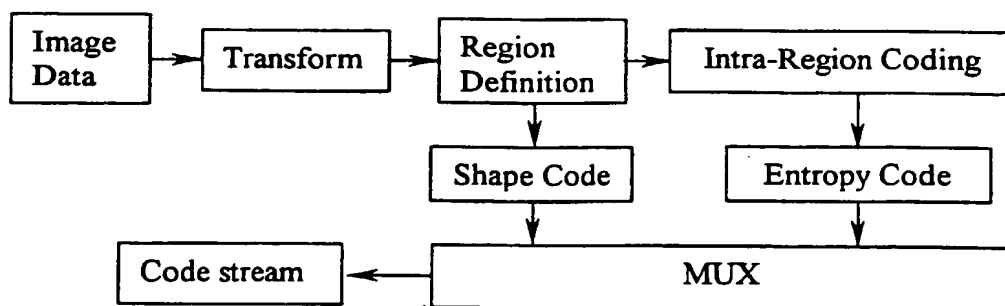 Image
Data
Transform
Region
Definition
Intra-Region Coding
Shape Code
Entropy Code
Code stream
MUX